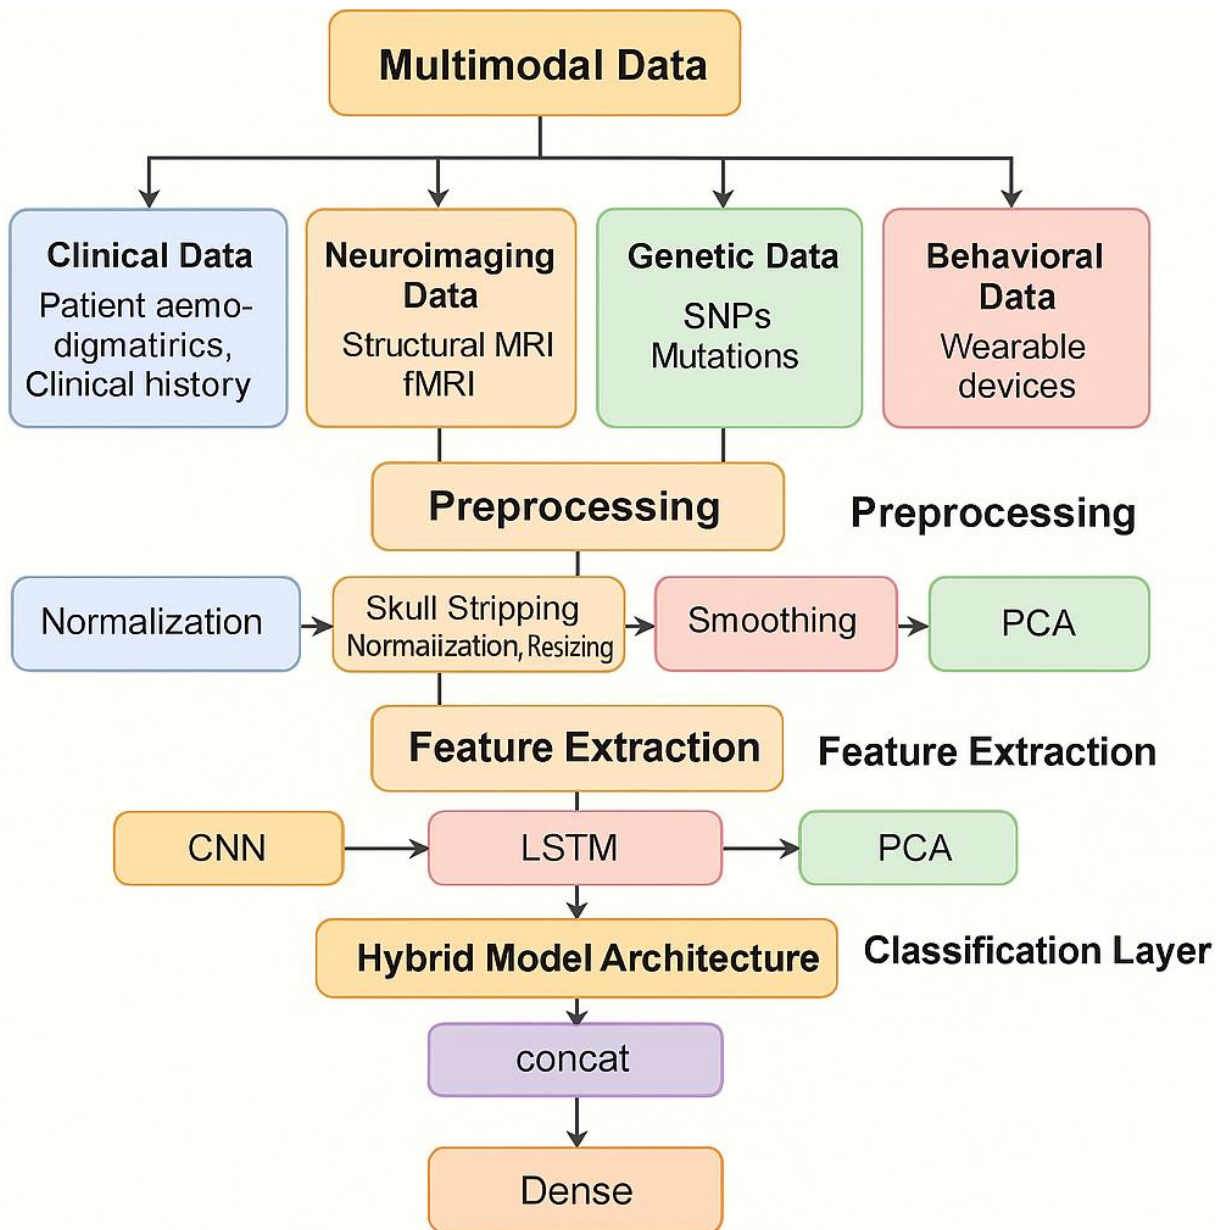 Multimodal Data
Clinical Data
Patient aemo-
digmatirics,
Clinical history
Neuroimaging
Data
Structural MRI
fMRI
Genetic Data
SNPs
Mutations
Behavioral
Data
Wearable
devices
Preprocessing
Preprocessing
Normalization
Skull Stripping
Normaiization, Resizing
Smoothing
PCA
Feature Extraction
Feature Extraction
CNN
LSTM
PCA
Hybrid Model Architecture
Classification Layer
concat
Dense